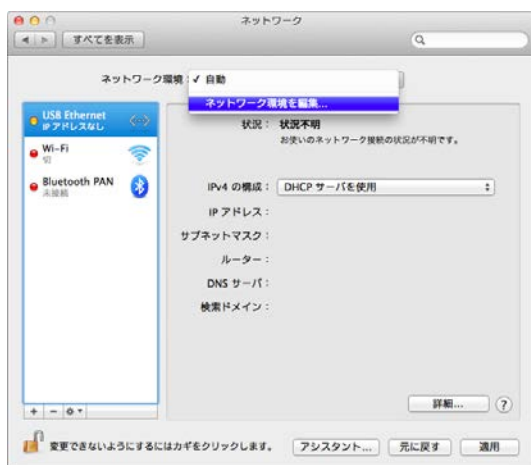 ネットワーク
すべてを表示
ネットワーク環境：✓ 自動
ネットワーク環境を編集...
USB Ethernet
IPアドレスなし
Wi-Fi
切
Bluetooth PAN
未接続
状況：状況不明
お使いのネットワーク接続の状況が不明です。
IPv4 の構成：DHCP サーバを使用
IP アドレス：
サブネットマスク：
ルーター：
DNS サーバ：
検索ドメイン：
+ −
詳細... ?
変更できないようにするにはカギをクリックします。
アシスタント... 元に戻す 適用